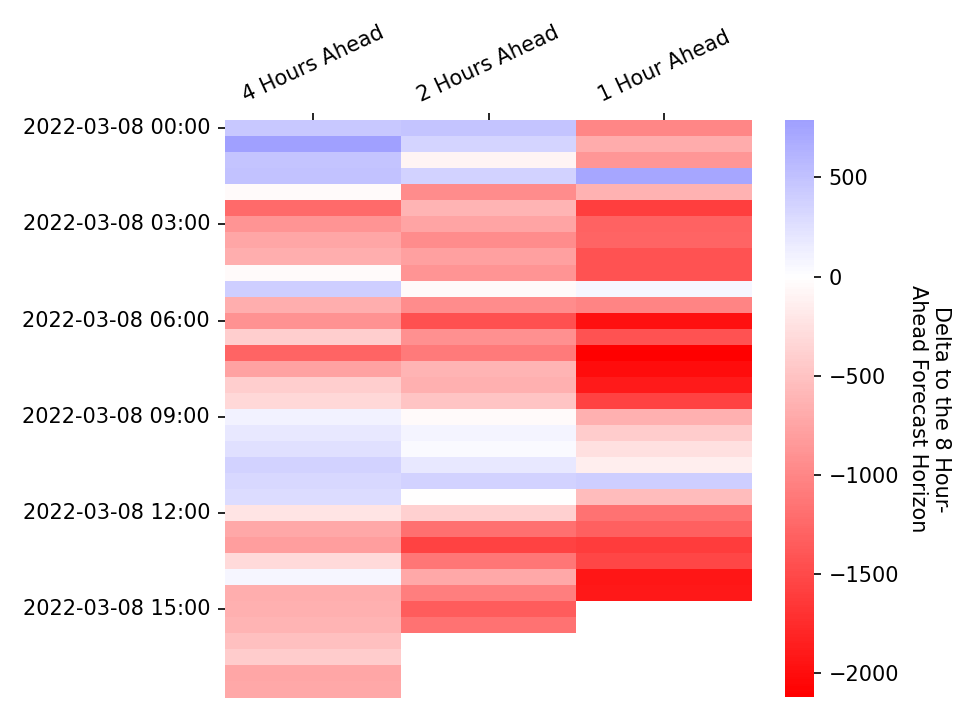 4 Hours Ahead
2 Hours Ahead
1 Hour Ahead
2022-03-08 00:00
2022-03-08 03:00
2022-03-08 06:00
2022-03-08 09:00
2022-03-08 12:00
2022-03-08 15:00
500
0
−500
−1000
−1500
−2000
Delta to the 8 Hour-
Ahead Forecast Horizon